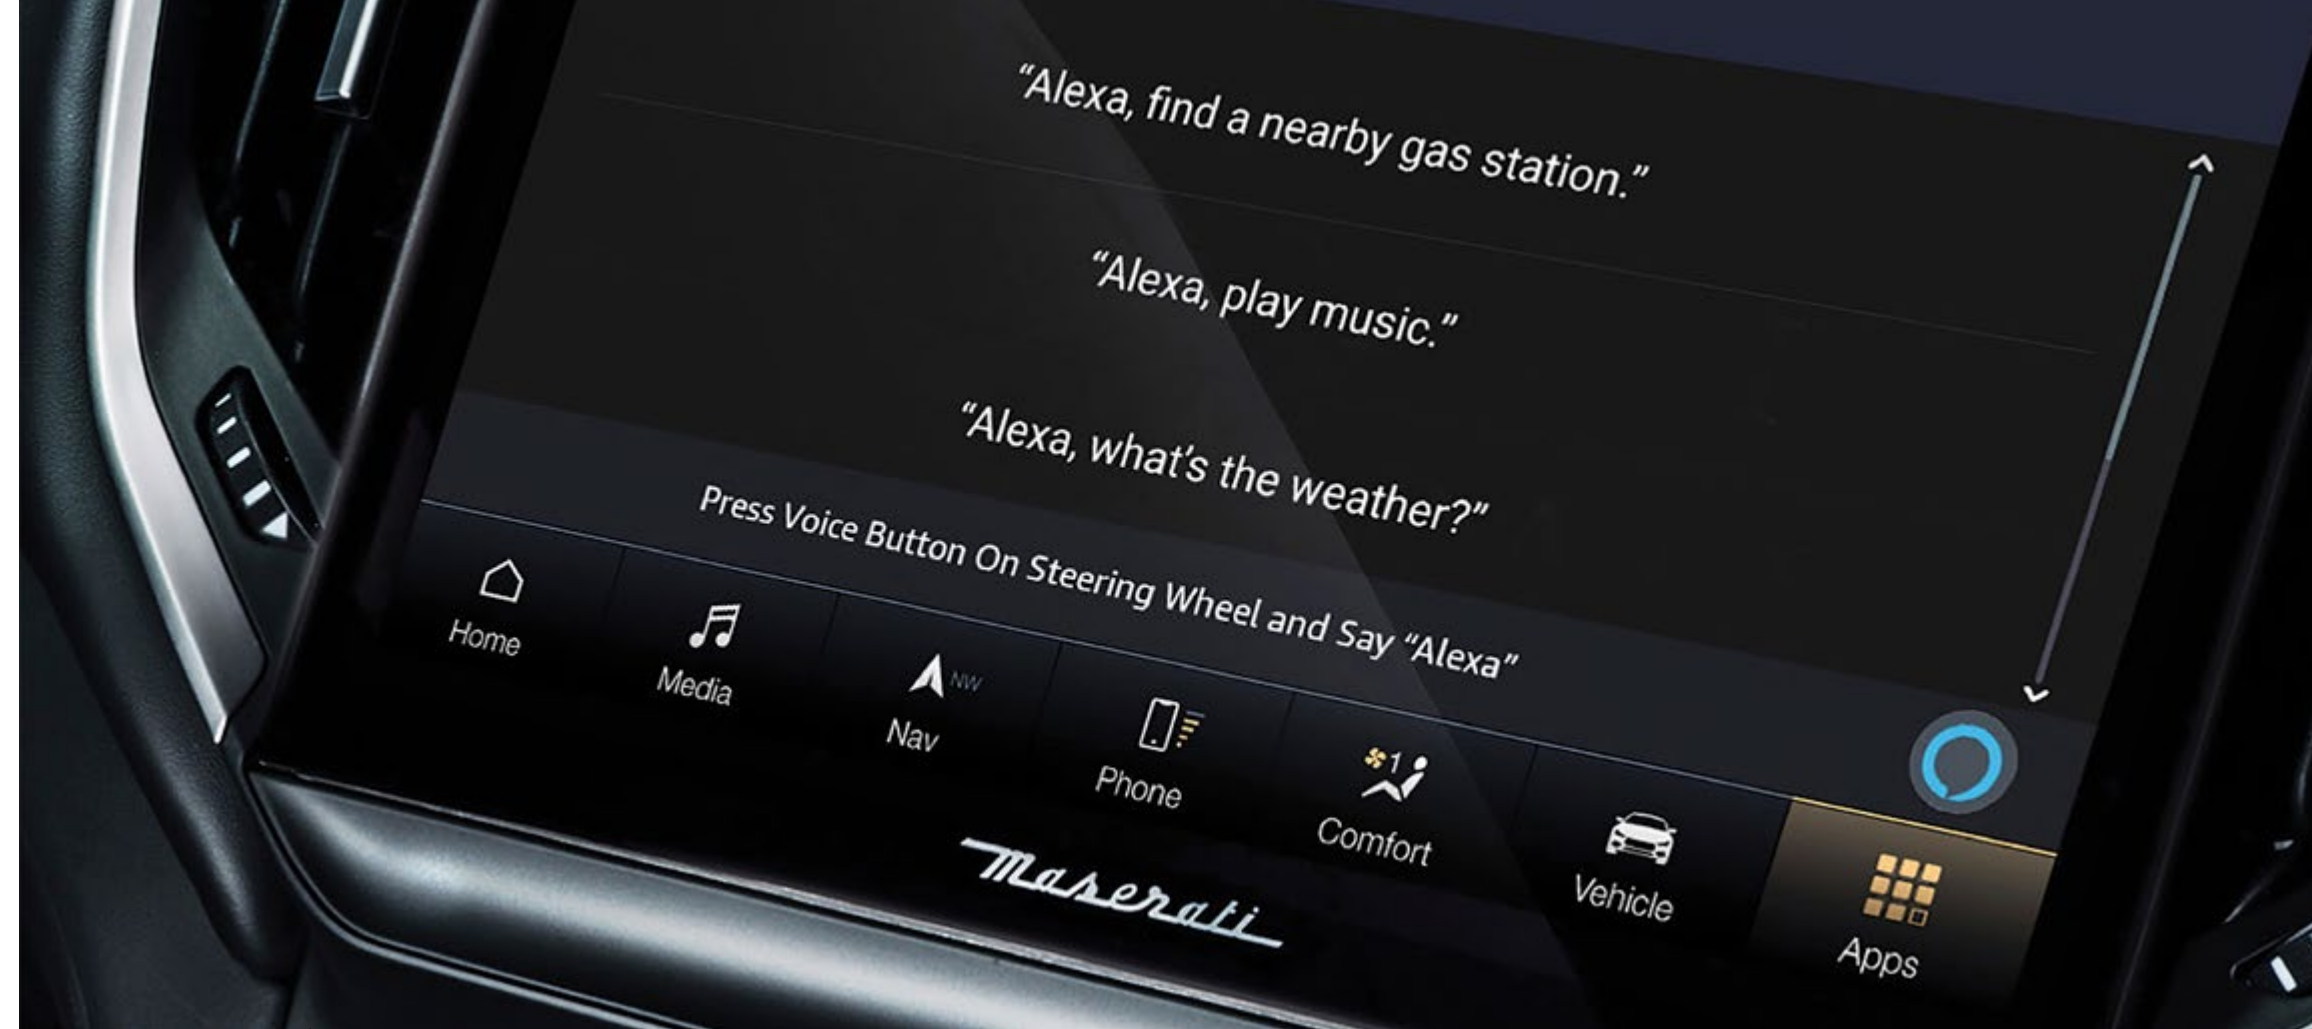 “Alexa, find a nearby gas station.”
“Alexa, play music.”
“Alexa, what’s the weather?”
Press Voice Button On Steering Wheel and Say “Alexa”
Home
Media
NW
Nav
Phone
1
Comfort
Vehicle
Apps
Maserati